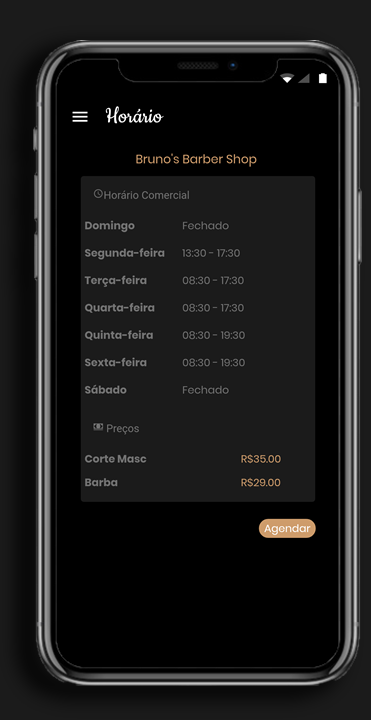 Horário
Bruno's Barber Shop
Horário Comercial
Domingo Fechado
Segunda-feira 13:30 - 17:30
Terça-feira 08:30 - 17:30
Quarta-feira 08:30 - 17:30
Quinta-feira 08:30 - 19:30
Sexta-feira 08:30 - 19:30
Sábado Fechado
Preços
Corte Masc R$35.00
Barba R$29.00
Agendar